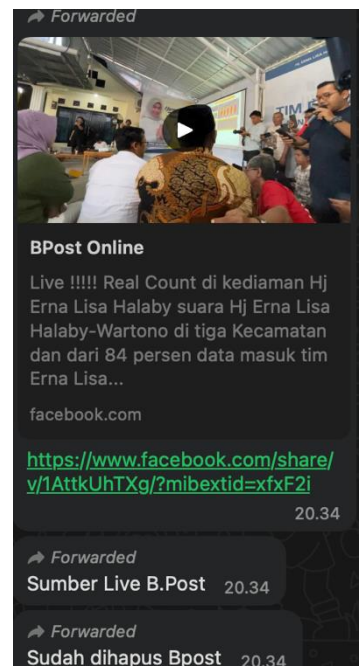 Forwarded
BPost Online
Live !!!!! Real Count di kediaman Hj
Erna Lisa Halaby suara Hj Erna Lisa
Halaby-Wartono di tiga Kecamatan
dan dari 84 persen data masuk tim
Erna Lisa...
facebook.com
https://www.facebook.com/share/
v/1AttkUhTXg/?mibextid=xfxF2i
20.34
Forwarded
Sumber Live B.Post 20.34
Forwarded
Sudah dihapus Bpost 20.34